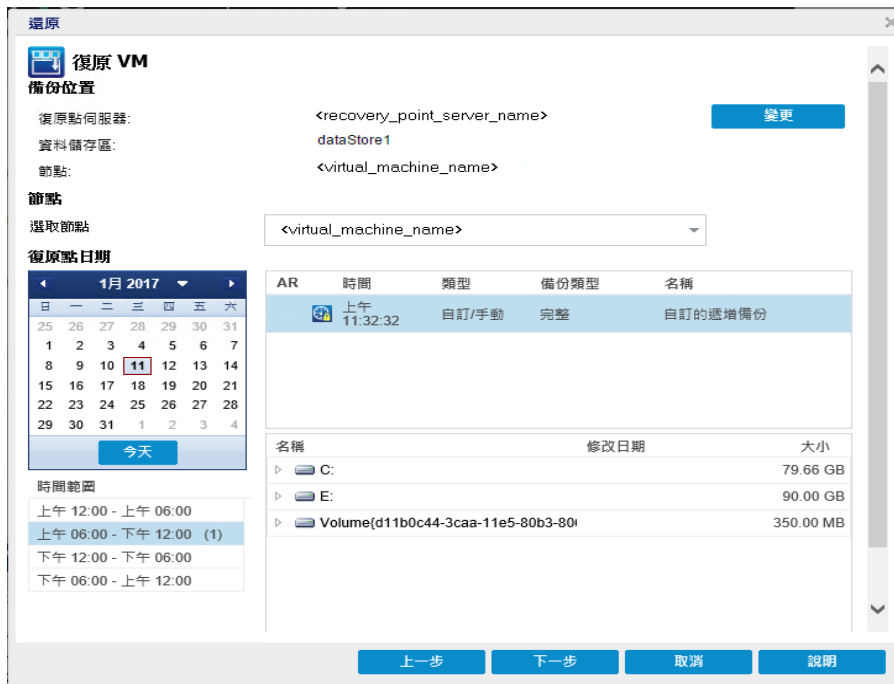 還原
復原 VM
備份位置
復原點伺服器: <recovery_point_server_name> 變更
資料儲存區: dataStore1
節點: <virtual_machine_name>
節點
選取節點 <virtual_machine_name>
復原點日期
1月 2017
日 一 二 三 四 五 六
25 26 27 28 29 30 31
1 2 3 4 5 6 7
8 9 10 11 12 13 14
15 16 17 18 19 20 21
22 23 24 25 26 27 28
29 30 31 1 2 3 4
今天
時間範圍
上午 12:00 - 上午 06:00
上午 06:00 - 下午 12:00 (1)
下午 12:00 - 下午 06:00
下午 06:00 - 上午 12:00
AR 時間 類型 備份類型 名稱
上午 11:32:32 自訂/手動 完整 自訂的遞增備份
名稱 修改日期 大小
C: 79.66 GB
E: 90.00 GB
Volume{d11b0c44-3caa-11e5-80b3-80 350.00 MB
上一步 下一步 取消 說明